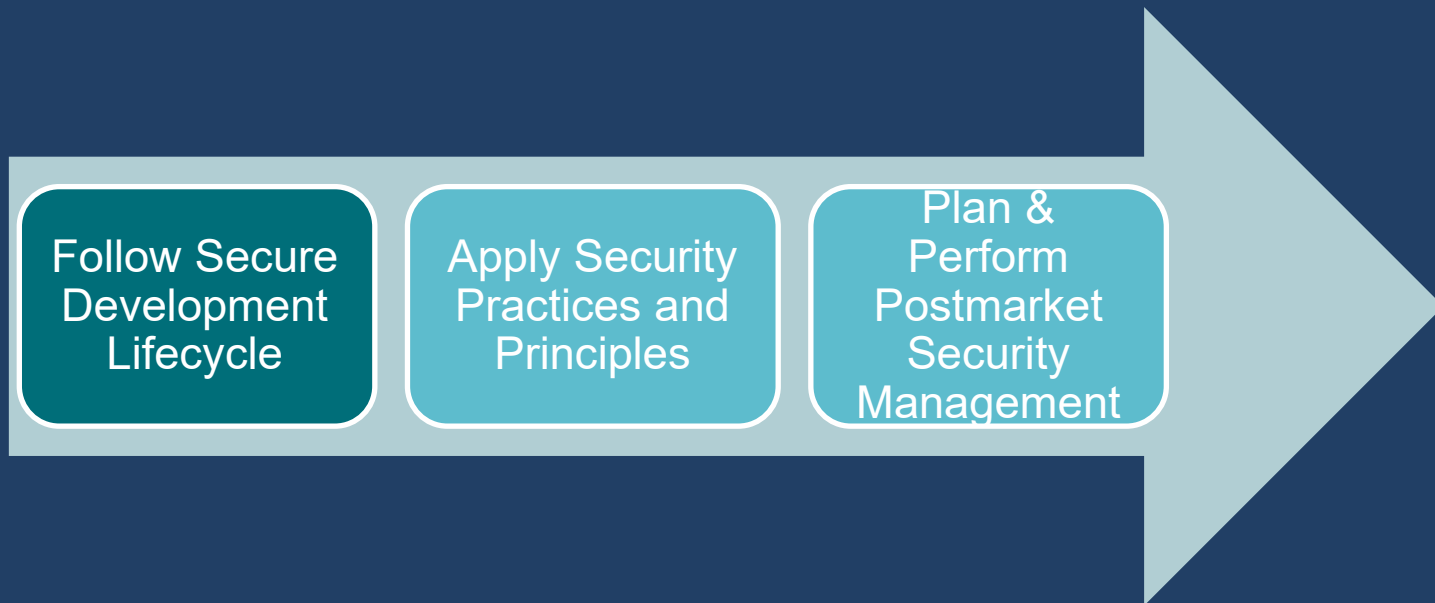 Follow Secure
Development
Lifecycle
Apply Security
Practices and
Principles
Plan &
Perform
Postmarket
Security
Management